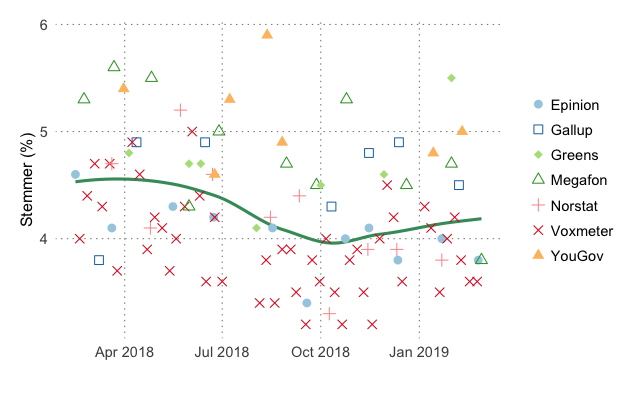 6
5
4
Stemmer (%)
Apr 2018
Jul 2018
Oct 2018
Jan 2019
Epinion
Gallup
Greens
Megafon
Norstat
Voxmeter
YouGov